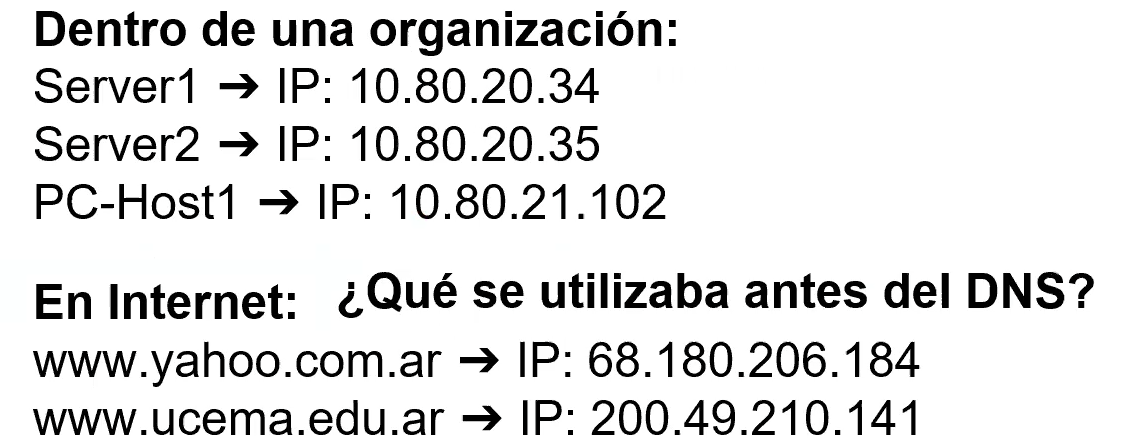 Dentro de una organización:
Server1 ➔ IP: 10.80.20.34
Server2 ➔ IP: 10.80.20.35
PC-Host1 ➔ IP: 10.80.21.102
En Internet: ¿Qué se utilizaba antes del DNS?
www.yahoo.com.ar ➔ IP: 68.180.206.184
www.ucema.edu.ar ➔ IP: 200.49.210.141